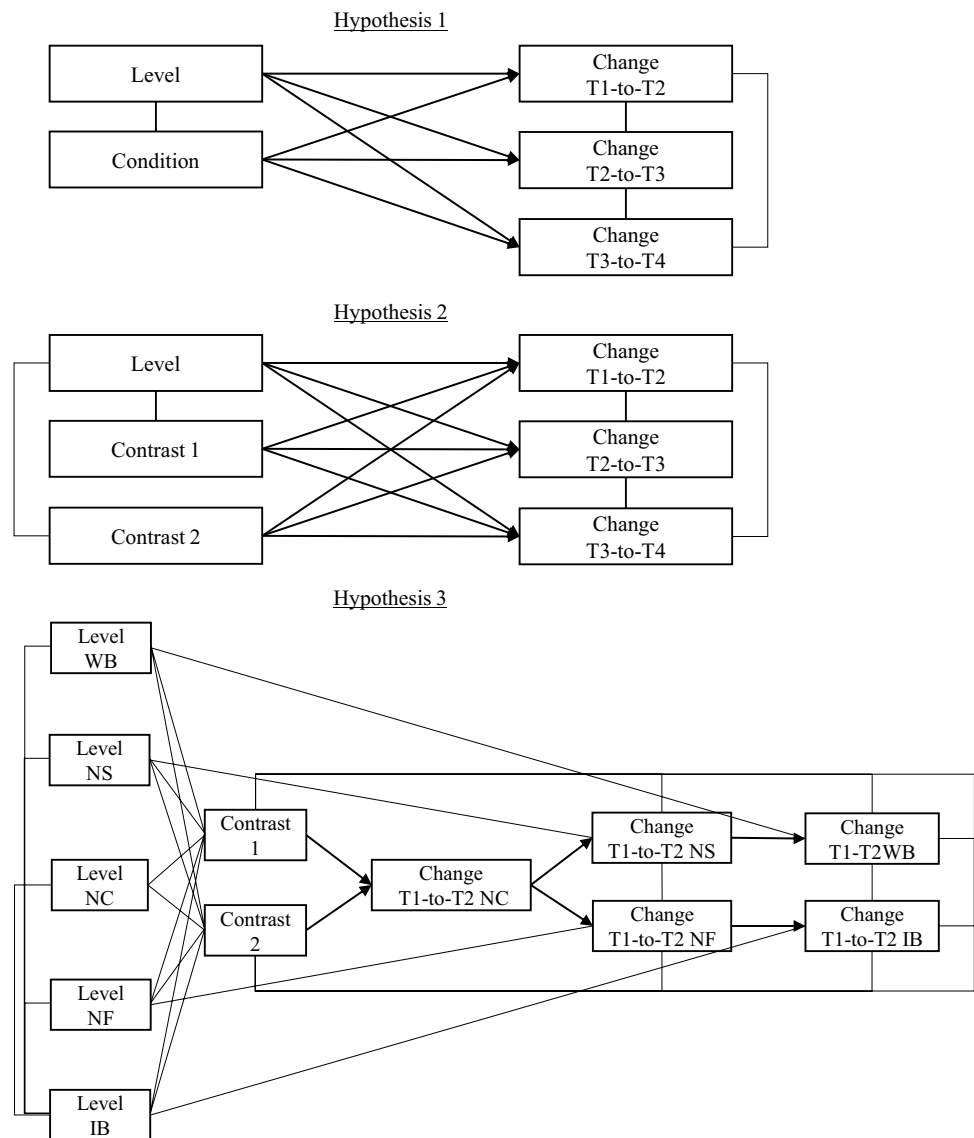 Hypothesis 1
Level
Condition
Change
T1-to-T2
Change
T2-to-T3
Change
T3-to-T4
Hypothesis 2
Level
Contrast 1
Contrast 2
Change
T1-to-T2
Change
T2-to-T3
Change
T3-to-T4
Hypothesis 3
Level
WB
Level
NS
Level
NC
Level
NF
Level
IB
Contrast
1
Contrast
2
Change
T1-to-T2 NC
Change
T1-to-T2 NS
Change
T1-to-T2 NF
Change
T1-T2WB
Change
T1-to-T2 IB